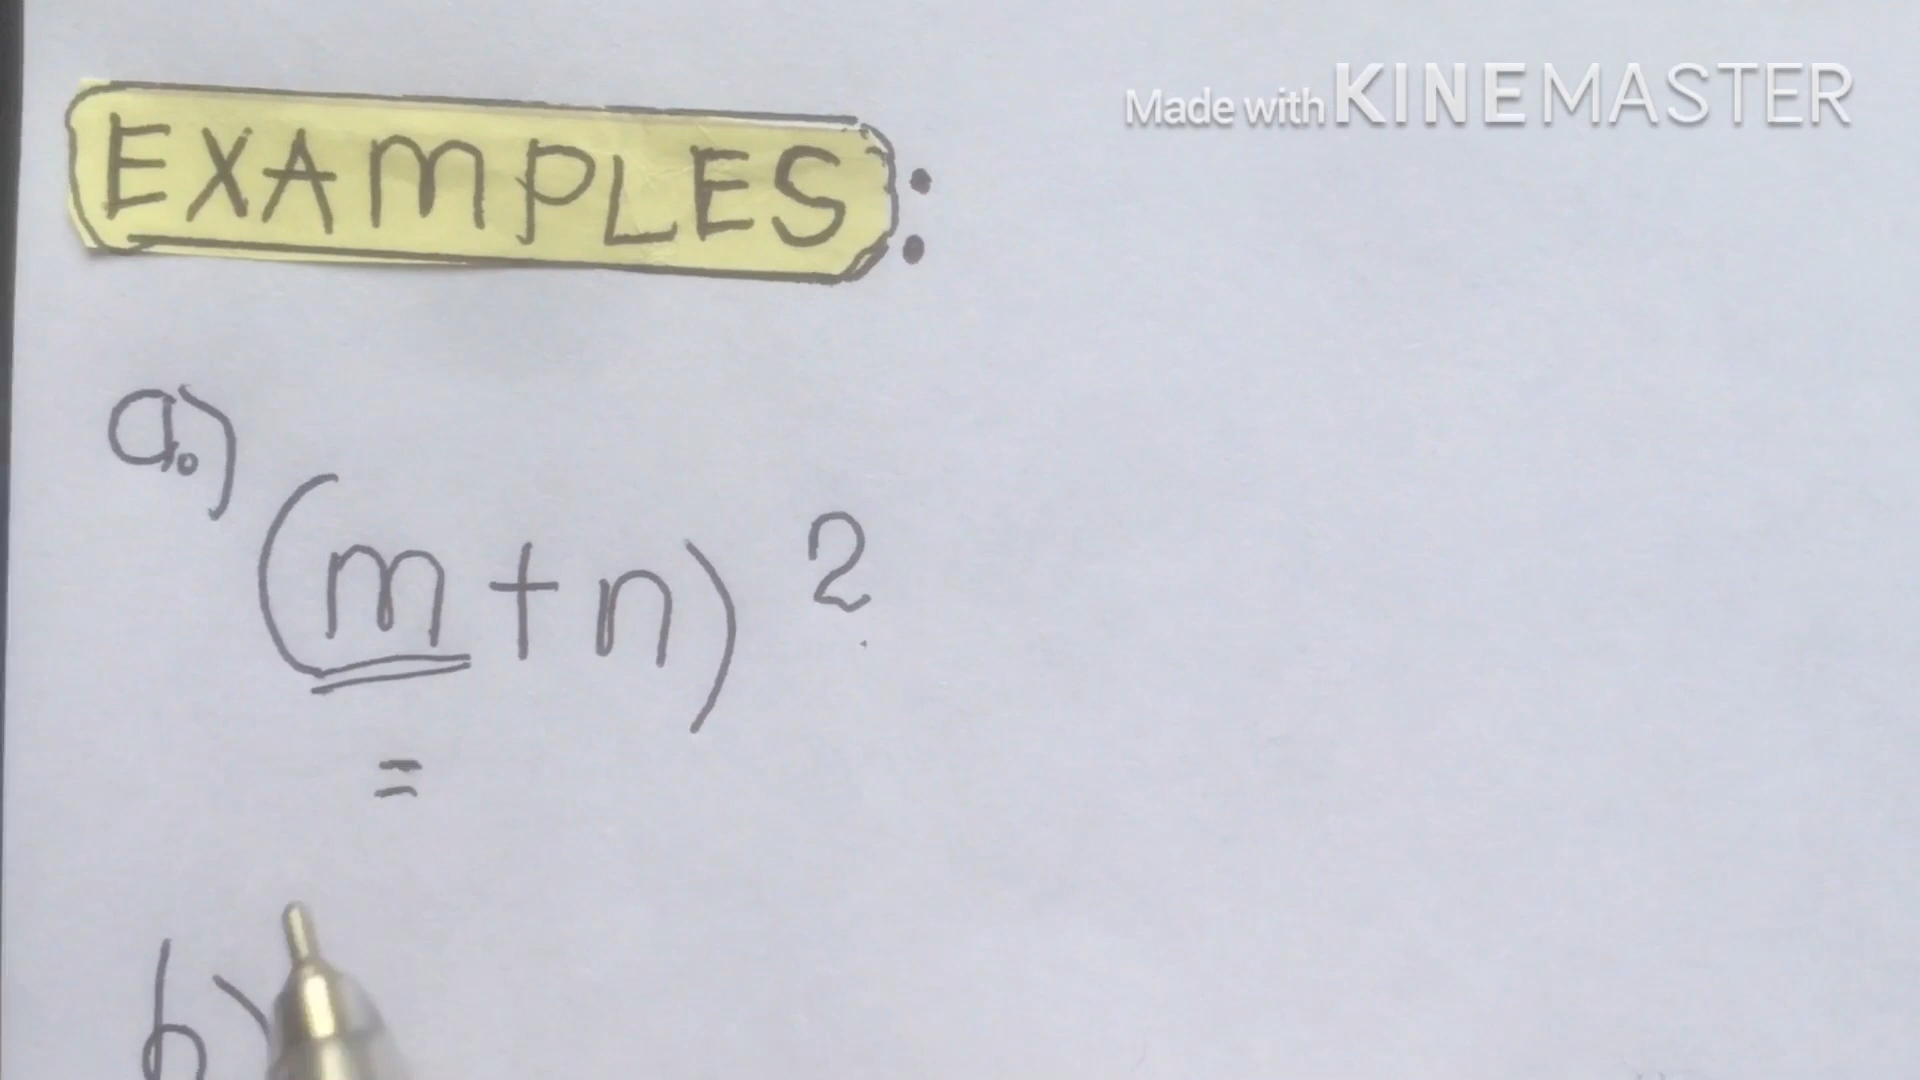 Made with KINEMASTER
EXAMPLES:
a.)
(m+n)²
=
b)